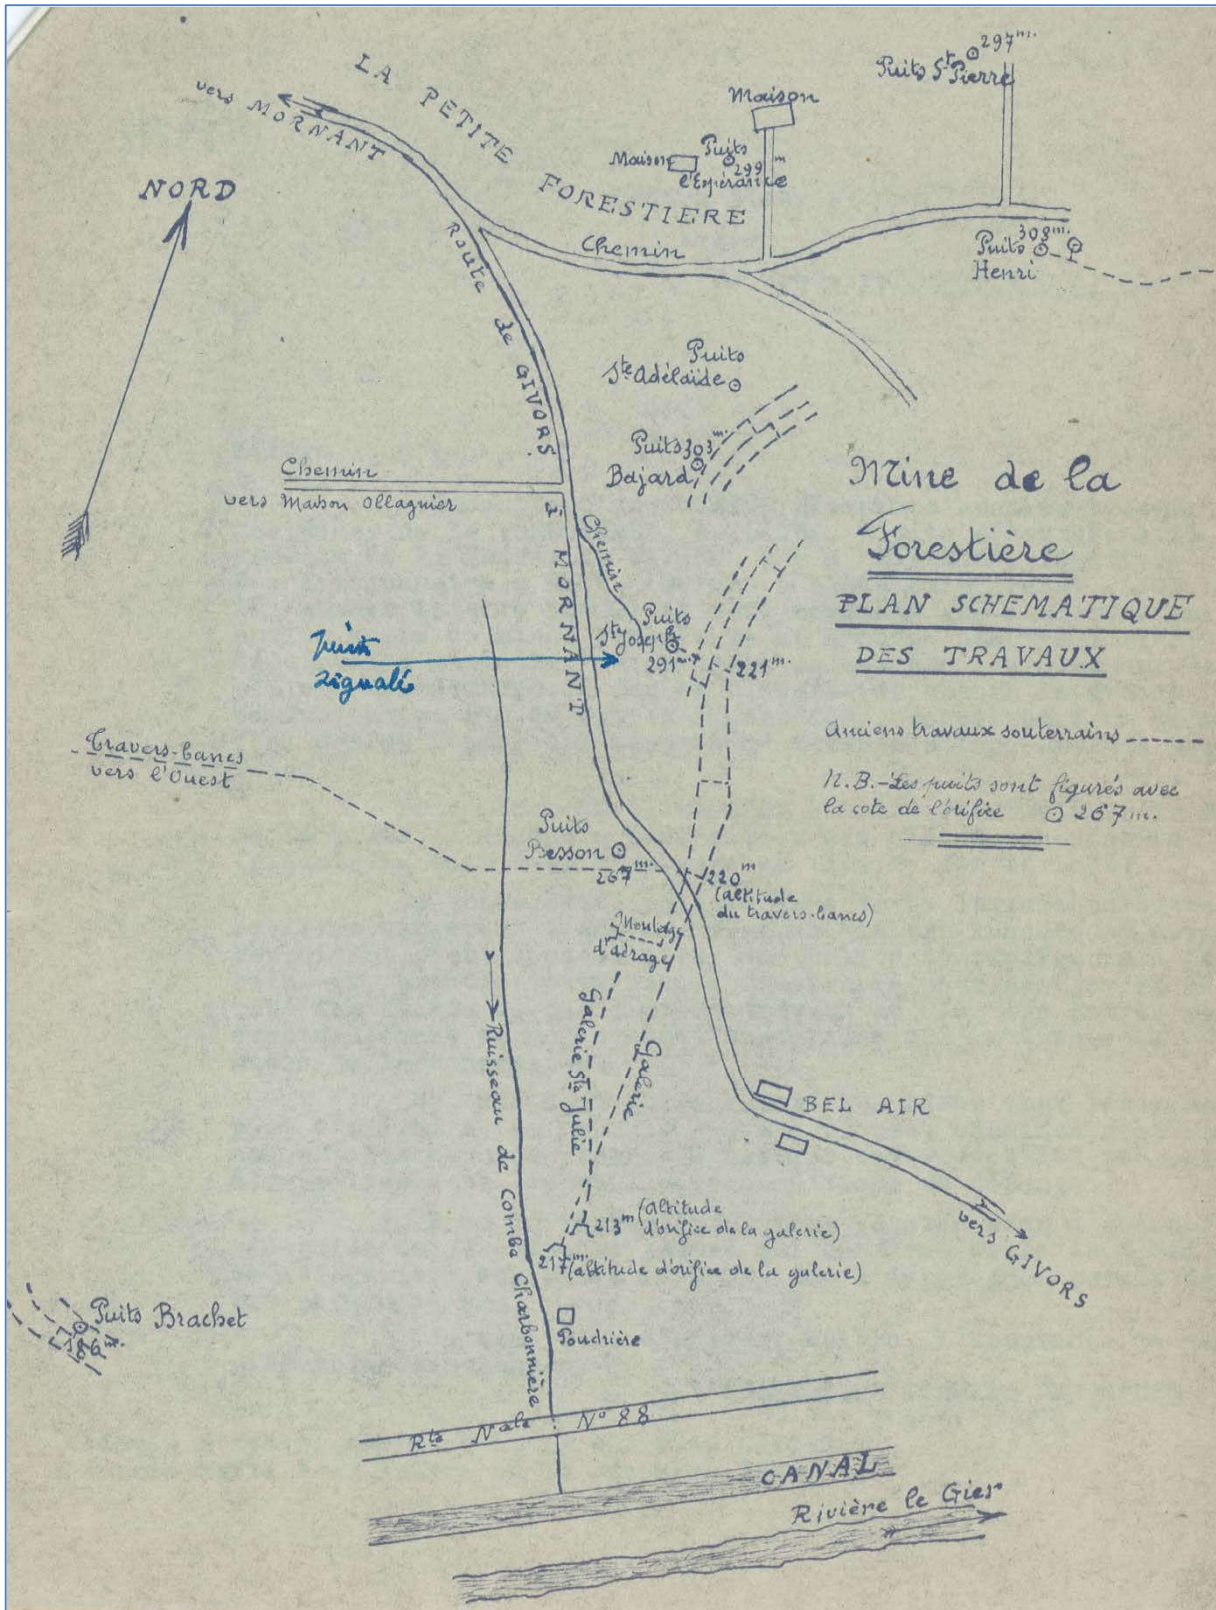 LA PETITE FORESTIERE
vers MORNANT
NORD
Puits St Pierre
297m.
Maison
Maison
Puits
l'Espérance
299m
Chemin
308m.
Puits
Henri
Route de GIVORS
à MORNANT
Puits
Ste Adélaïde
Puits 303m.
Bajard
Chemin
vers Maison Ollagnier
Chemin
Mine de la
Forestière
PLAN SCHEMATIQUE
DES TRAVAUX
Puits
St Joseph
291m.
221m.
puits
signalé
Anciens travaux souterrains
N.B.-Les puits sont figurés avec
la cote de l'orifice ⊙ 267m.
Travers-bancs
vers l'Ouest
Puits
Besson
267m.
220m
(altitude
du travers-bancs)
d'aérage
Galerie Ste Julie
Galerie
Ruisseau de Combe Charbonnière
BEL AIR
vers GIVORS
213m (Altitude
d'orifice de la galerie)
217m.
(altitude d'orifice de la galerie)
Puits Brachet
186m.
Poudrière
Rte Nale N° 88
CANAL
Rivière le Gier